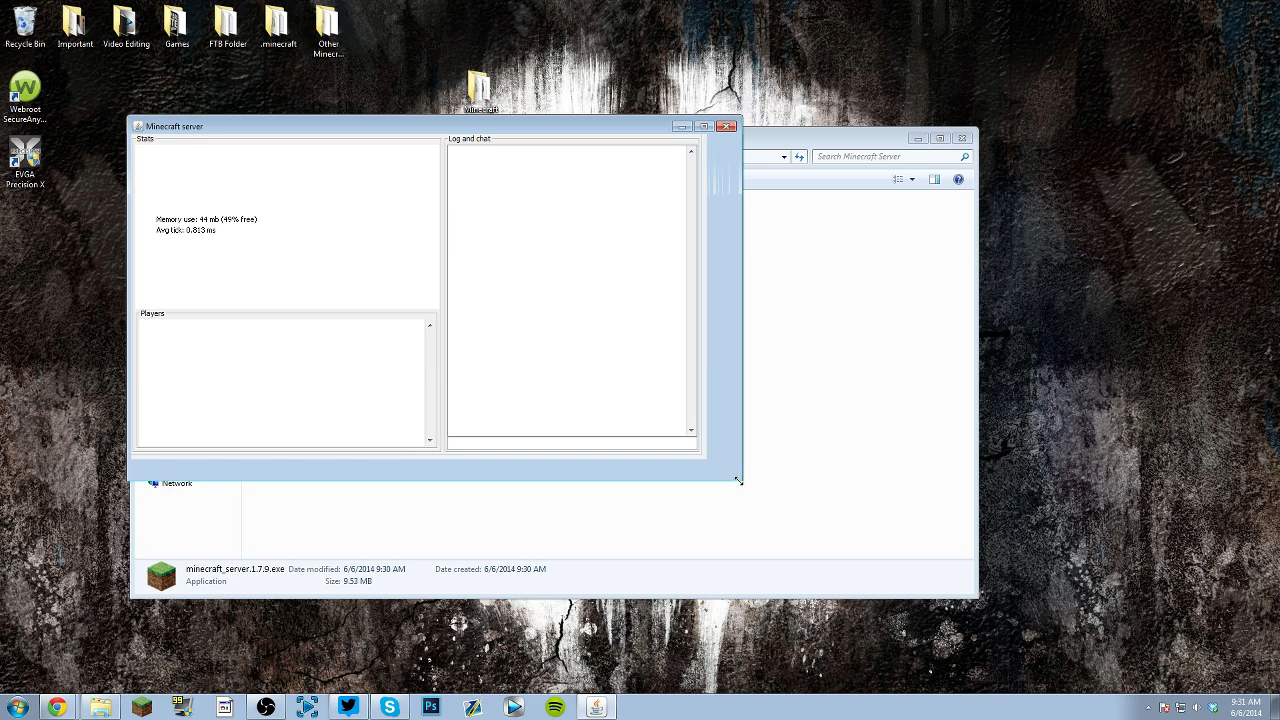 Recycle Bin
Important
Video Editing
Games
FTB Folder
.minecraft
Other
Minecr...
Webroot
SecureAny...
EVGA
Precision X
Minecraft
Minecraft server
Stats
Memory use: 44 mb (49% free)
Avg tick: 0.813 ms
Players
Log and chat
Search Minecraft Server
Network
minecraft_server.1.7.9.exe Date modified: 6/6/2014 9:30 AM Date created: 6/6/2014 9:30 AM
Application Size: 9.53 MB
99
Ps
9:31 AM
6/6/2014